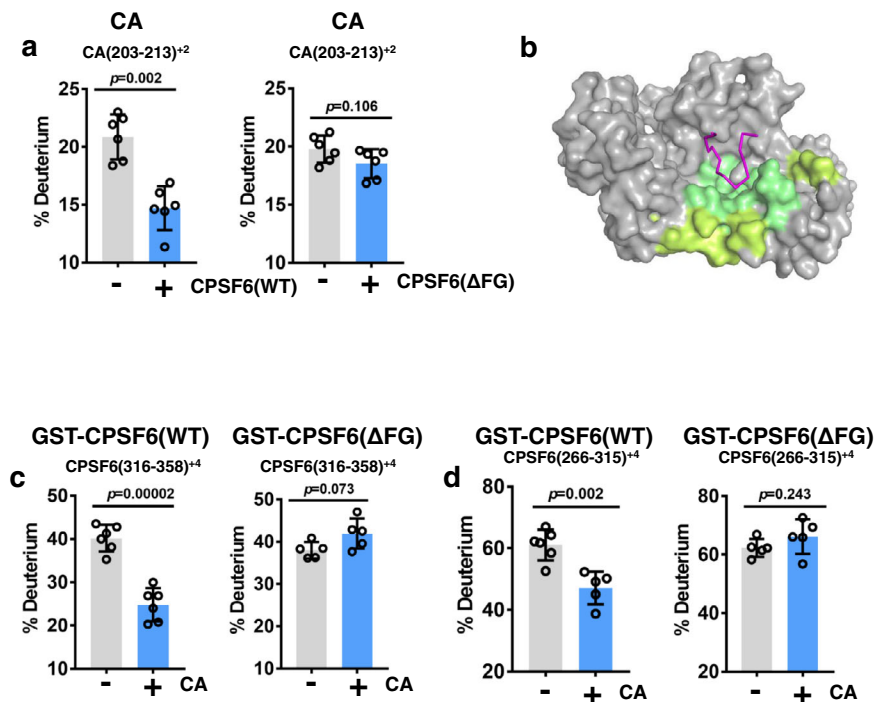 a
CA
CA(203-213)+2
p=0.002
% Deuterium
25
20
15
10
-
+
CPSF6(WT)
CA
CA(203-213)+2
p=0.106
% Deuterium
25
20
15
10
-
+
CPSF6(ΔFG)
b
c
GST-CPSF6(WT)
CPSF6(316-358)+4
p=0.00002
% Deuterium
50
40
30
20
10
-
+
CA
GST-CPSF6(ΔFG)
CPSF6(316-358)+4
p=0.073
% Deuterium
50
40
30
20
10
-
+
CA
d
GST-CPSF6(WT)
CPSF6(266-315)+4
p=0.002
% Deuterium
80
60
40
20
-
+
CA
GST-CPSF6(ΔFG)
CPSF6(266-315)+4
p=0.243
% Deuterium
80
60
40
20
-
+
CA